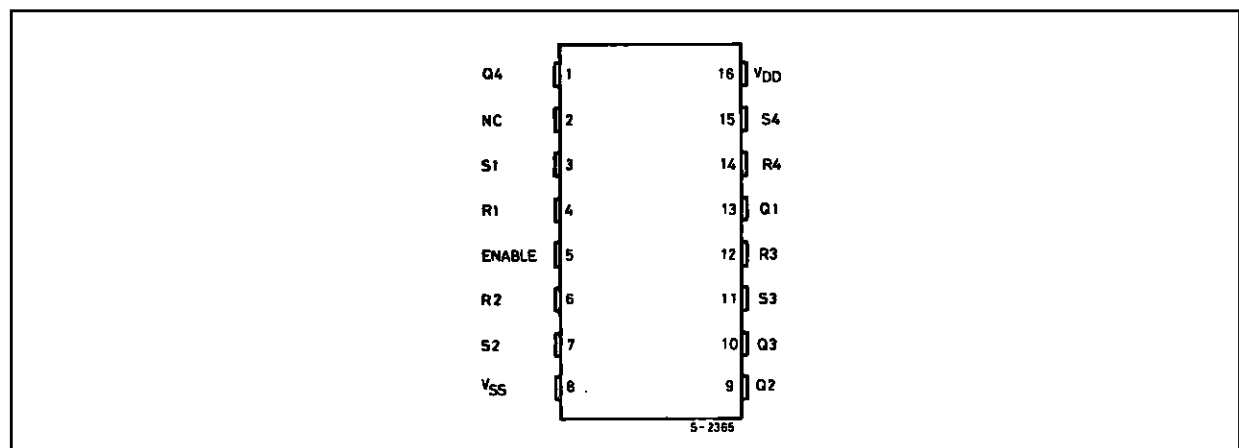 Q4 1 16 VDD
NC 2 15 S4
S1 3 14 R4
R1 4 13 Q1
ENABLE 5 12 R3
R2 6 11 S3
S2 7 10 Q3
VSS 8 9 Q2
S-2365